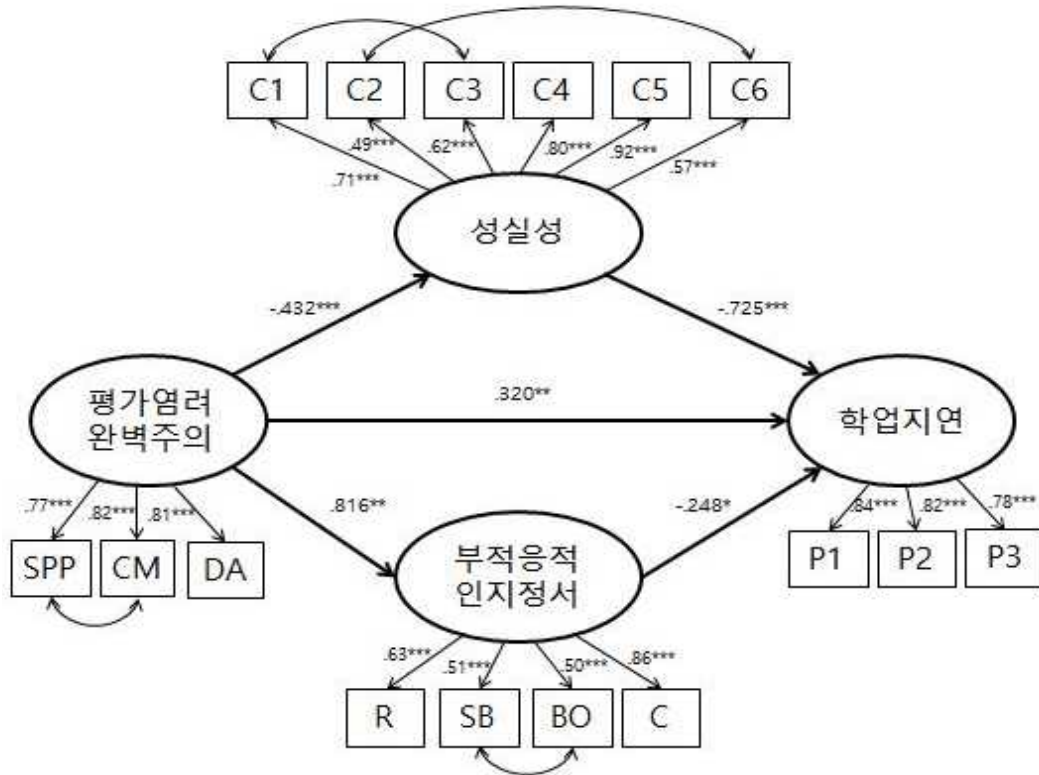 C1 C2 C3 C4 C5 C6
.71*** .49*** .62*** .80*** .92*** .57***
성실성
-.432*** -.725***
평가염려
완벽주의
.320**
학업지연
.77*** .82*** .81***
SPP CM DA
.816** -.248*
부적응적
인지정서
.84*** .82*** .78***
P1 P2 P3
.63*** .51*** .50*** .86***
R SB BO C